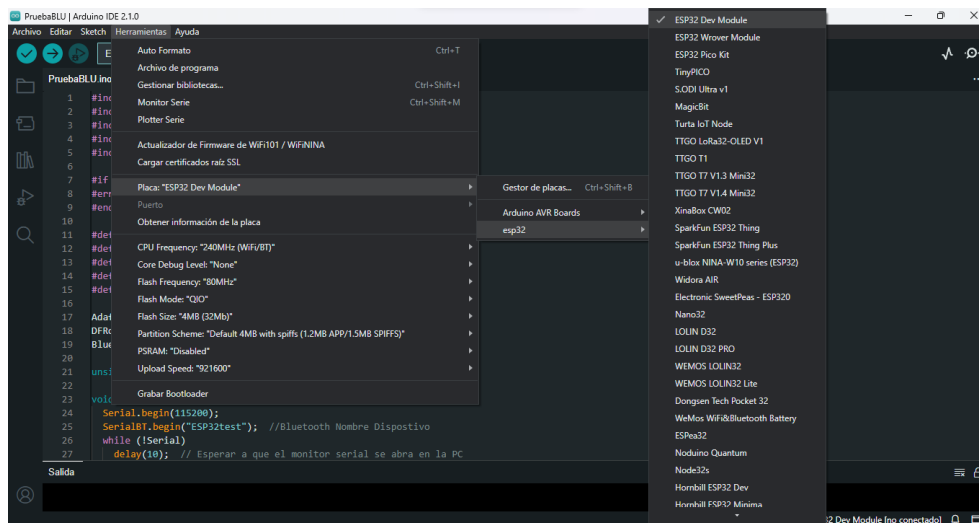 PruebaBLU | Arduino IDE 2.1.0
Archivo Editar Sketch Herramientas Ayuda
PruebaBLU.ino
Auto Formato Ctrl+T
Archivo de programa
Gestionar bibliotecas... Ctrl+Shift+I
Monitor Serie Ctrl+Shift+M
Plotter Serie
Actualizador de Firmware de WiFi101 / WiFiNINA
Cargar certificados raíz SSL
Placa: "ESP32 Dev Module"
Puerto
Obtener información de la placa
CPU Frequency: "240MHz (WiFi/BT)"
Core Debug Level: "None"
Flash Frequency: "80MHz"
Flash Mode: "QIO"
Flash Size: "4MB (32Mb)"
Partition Scheme: "Default 4MB with spiffs (1.2MB APP/1.5MB SPIFFS)"
PSRAM: "Disabled"
Upload Speed: "921600"
Grabar Bootloader
Gestor de placas... Ctrl+Shift+B
Arduino AVR Boards
esp32
ESP32 Dev Module
ESP32 Wrover Module
ESP32 Pico Kit
TinyPICO
S.ODI Ultra v1
MagicBit
Turta IoT Node
TTGO LoRa32-OLED V1
TTGO T1
TTGO T7 V1.3 Mini32
TTGO T7 V1.4 Mini32
XinaBox CW02
SparkFun ESP32 Thing
SparkFun ESP32 Thing Plus
u-blox NINA-W10 series (ESP32)
Widora AIR
Electronic SweetPeas - ESP320
Nano32
LOLIN D32
LOLIN D32 PRO
WEMOS LOLIN32
WEMOS LOLIN32 Lite
Dongsen Tech Pocket 32
WeMos WiFi&Bluetooth Battery
ESPea32
Noduino Quantum
Node32s
Hornbill ESP32 Dev
Hornbill ESP32 Minima
1 #inc
2 #inc
3 #inc
4 #inc
5 #inc
6
7 #if
8 #err
9 #end
10
11 #def
12 #def
13 #def
14 #def
15 #def
16
17 Adaf
18 DFRo
19 Blue
20
21 unsi
22
23 void
24 Serial.begin(115200);
25 SerialBT.begin("ESP32test"); //Bluetooth Nombre Dispostivo
26 while (!Serial)
27 delay(10); // Esperar a que el monitor serial se abra en la PC
Salida
2 Dev Module [no conectado]